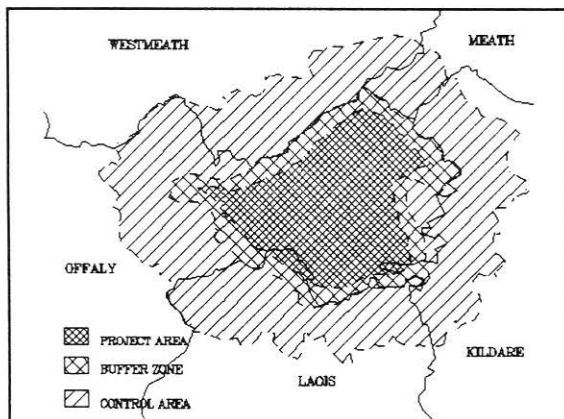 WESTMEATH
MEATH
OFFALY
PROJECT AREA
BUFFER ZONE
CONTROL AREA
LAOIS
KILDARE